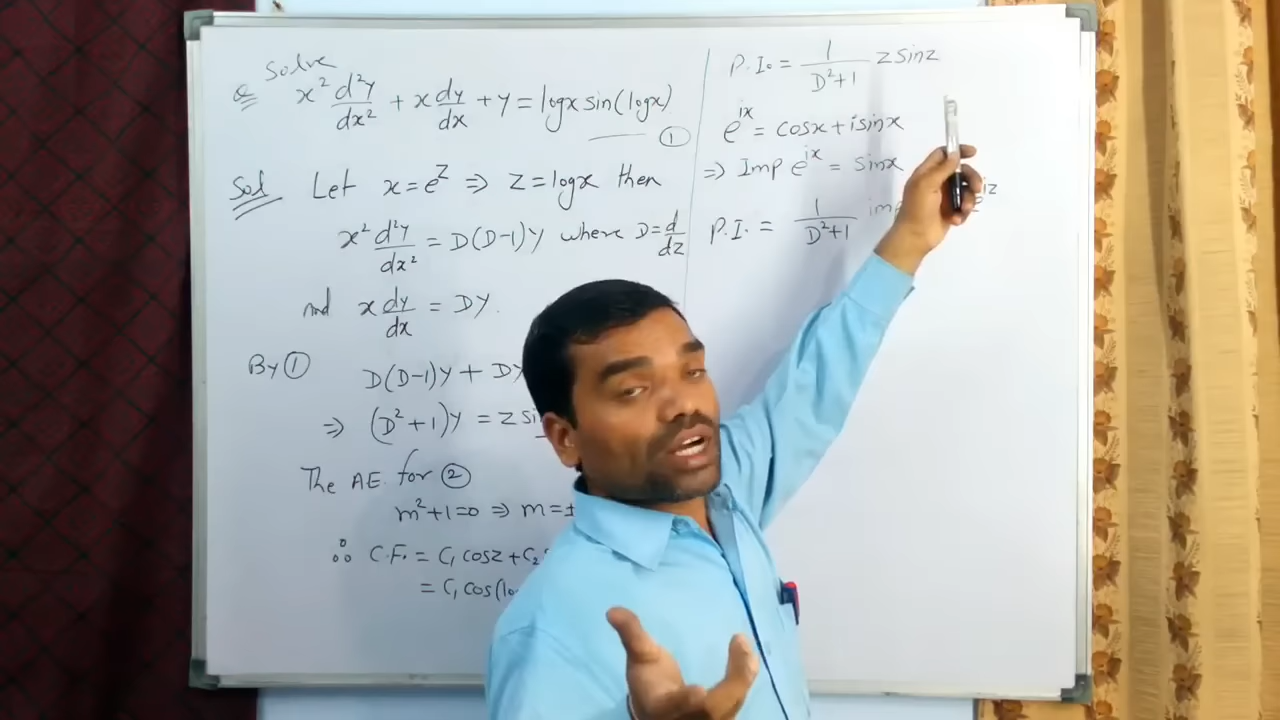 Q Solve
x² d²y/dx² + x dy/dx + y = logx sin(logx)
①
Sol Let x = e^z ⇒ z = logx then
x² d²y/dx² = D(D-1)y where D = d/dz
and x dy/dx = Dy.
By ① D(D-1)y + Dy
⇒ (D²+1)y = z si
The AE. for ②
m²+1=0 ⇒ m = ±
∴ C.F. = C₁ cosz + C₂
= C₁ cos(lo
P.I. = 1/(D²+1) z sinz
e^(ix) = cosx + i sinx
⇒ Imp e^(ix) = sinx
P.I. = 1/(D²+1) imp e^(iz)